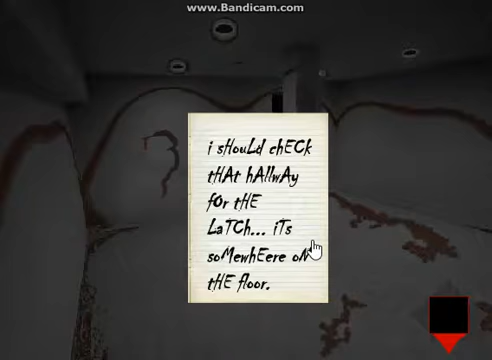 www.Bandicam.com
i sHouLd chECk
tHAt hAllwAy
fOr tHE
LaTCh... iTs
soMewhEere oN
tHE floor.